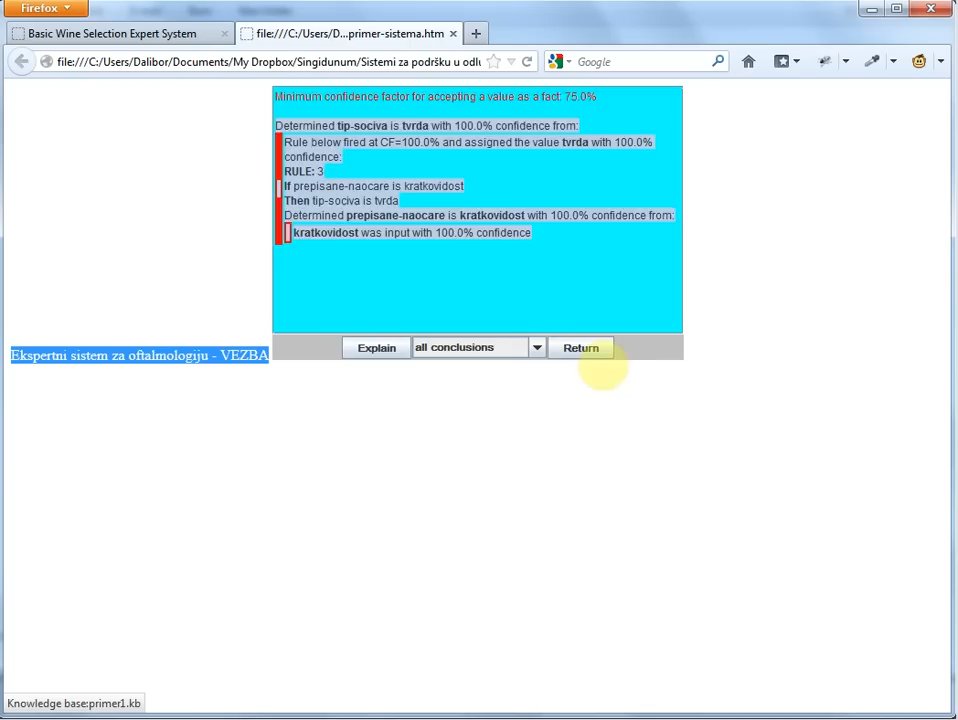 Firefox
Basic Wine Selection Expert System
file:///C:/Users/D...primer-sistema.htm
file:///C:/Users/Dalibor/Documents/My Dropbox/Singidunum/Sistemi za podršku u odlu
Google
Minimum confidence factor for accepting a value as a fact: 75.0%
Determined tip-sociva is tvrda with 100.0% confidence from:
Rule below fired at CF=100.0% and assigned the value tvrda with 100.0%
confidence:
RULE: 3
If prepisane-naocare is kratkovidost
Then tip-sociva is tvrda
Determined prepisane-naocare is kratkovidost with 100.0% confidence from:
kratkovidost was input with 100.0% confidence
Explain
all conclusions
Return
Ekspertni sistem za oftalmologiju - VEZBA
Knowledge base:primer1.kb